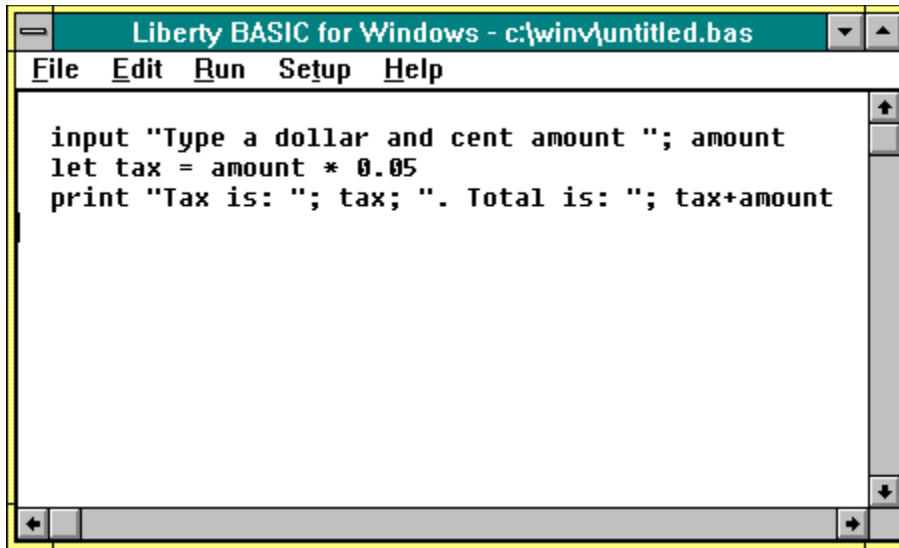 Liberty BASIC for Windows - c:\winv\untitled.bas
File Edit Run Setup Help
input "Type a dollar and cent amount "; amount
let tax = amount * 0.05
print "Tax is: "; tax; ". Total is: "; tax+amount